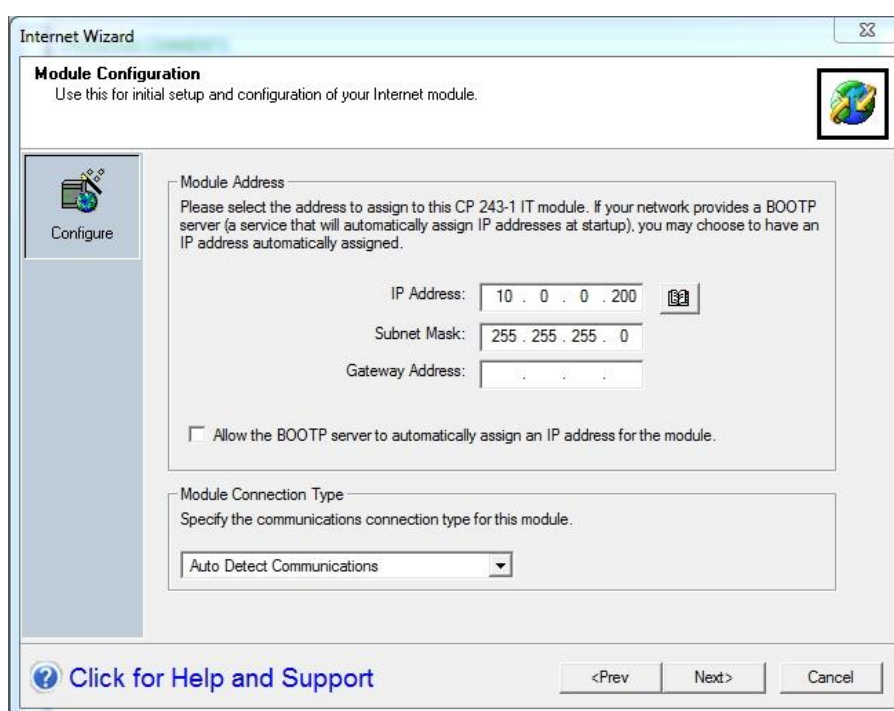 Internet Wizard
Module Configuration
Use this for initial setup and configuration of your Internet module.
Configure
Module Address
Please select the address to assign to this CP 243-1 IT module. If your network provides a BOOTP
server (a service that will automatically assign IP addresses at startup), you may choose to have an
IP address automatically assigned.
IP Address: 10 . 0 . 0 . 200
Subnet Mask: 255 . 255 . 255 . 0
Gateway Address: . . .
Allow the BOOTP server to automatically assign an IP address for the module.
Module Connection Type
Specify the communications connection type for this module.
Auto Detect Communications
Click for Help and Support
<Prev Next> Cancel